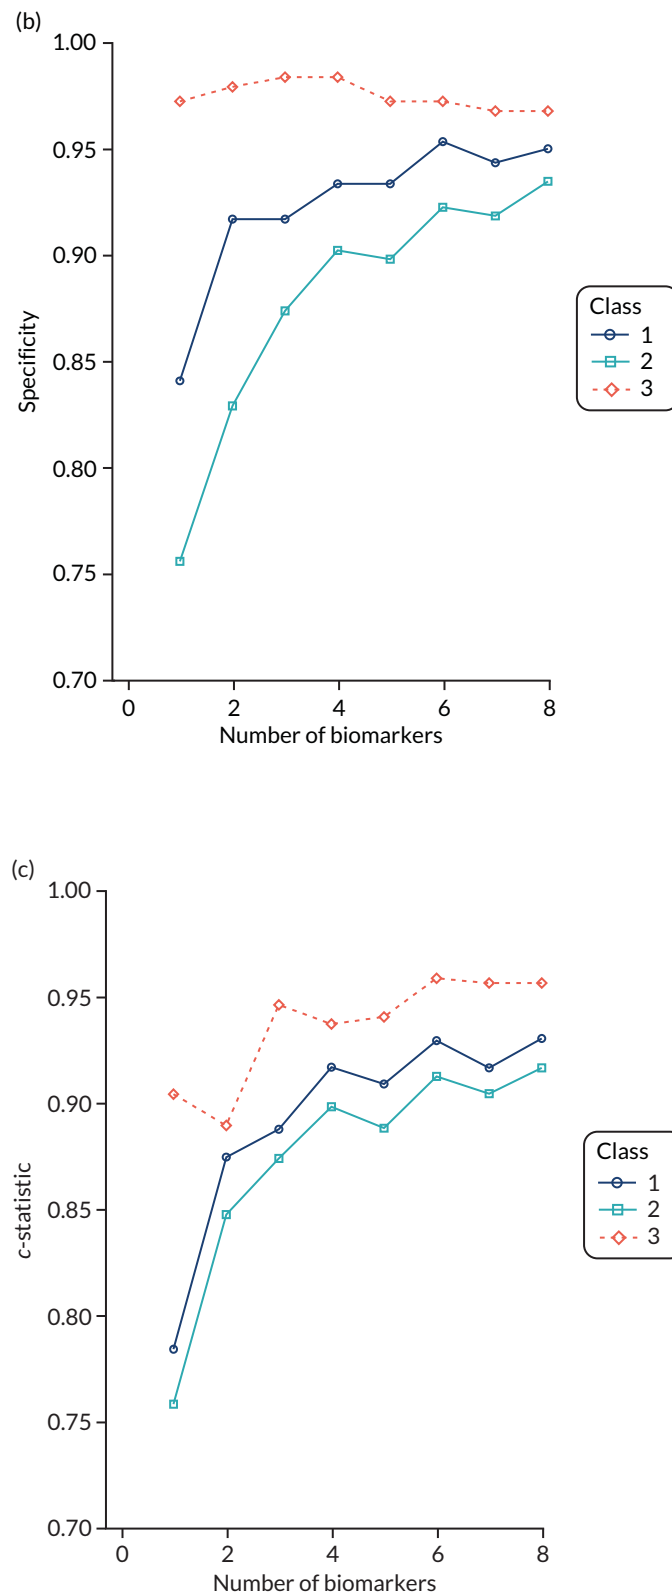 (b)
1.00
0.95
0.90
0.85
0.80
0.75
0.70
Specificity
0 2 4 6 8
Number of biomarkers
Class
1
2
3
(c)
1.00
0.95
0.90
0.85
0.80
0.75
0.70
c-statistic
0 2 4 6 8
Number of biomarkers
Class
1
2
3